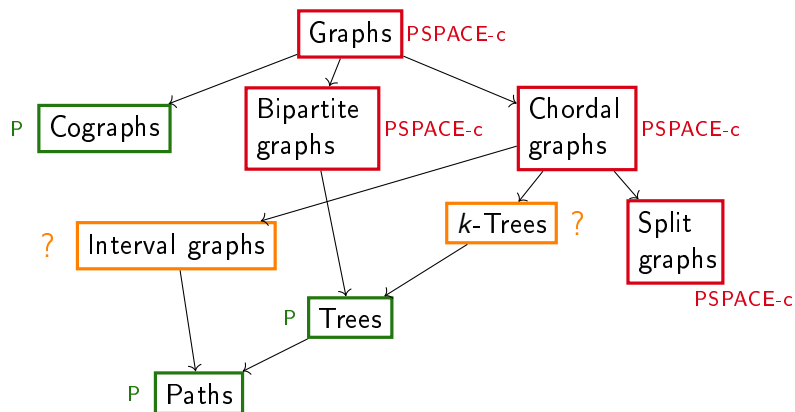 Graphs PSPACE-c
P Cographs
Bipartite
graphs
PSPACE-c
Chordal
graphs
PSPACE-c
? Interval graphs
k-Trees ?
Split
graphs
PSPACE-c
P Trees
P Paths